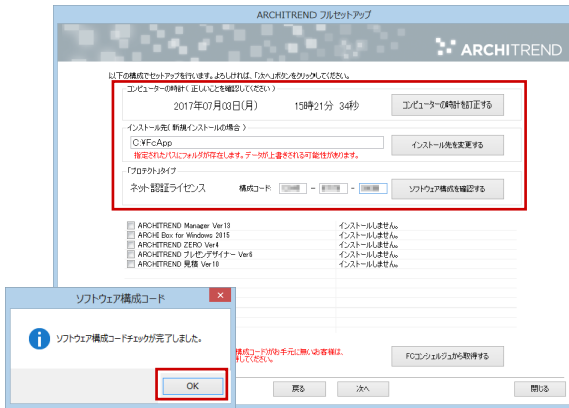 ARCHITREND フルセットアップ
ARCHITREND
以下の構成でセットアップを行います。よろしければ、「次へ」ボタンをクリックしてください。
コンピューターの時計( 正しいことを確認してください )
2017年07月03日(月) 15時21分 34秒 コンピューターの時計を訂正する
インストール先( 新規インストールの場合 )
C:¥FcApp インストール先を変更する
指定されたパスにフォルダが存在します。データが上書きされる可能性があります。
「プロテクト」タイプ
ネット認証ライセンス 構成コード - - ソフトウェア構成を確認する
ARCHITREND Manager Ver13 インストールしません。
ARCHI Box for Windows 2015 インストールしません。
ARCHITREND ZERO Ver4 インストールしません。
ARCHITREND プレゼンデザイナー Ver6 インストールしません。
ARCHITREND 見積 Ver10 インストールしません。
ソフトウェア構成コード
ソフトウェア構成コードチェックが完了しました。
OK
構成コード)がお手元に無いお客様は、
してください。
FCコンシェルジュから取得する
戻る 次へ 閉じる